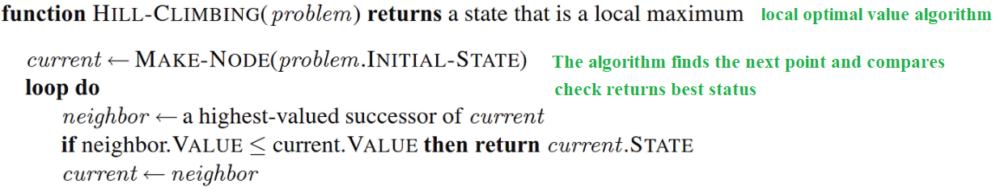 function HILL-CLIMBING(problem) returns a state that is a local maximum local optimal value algorithm
current ← MAKE-NODE(problem.INITIAL-STATE) The algorithm finds the next point and compares
loop do check returns best status
neighbor ← a highest-valued successor of current
if neighbor.VALUE ≤ current.VALUE then return current.STATE
current ← neighbor